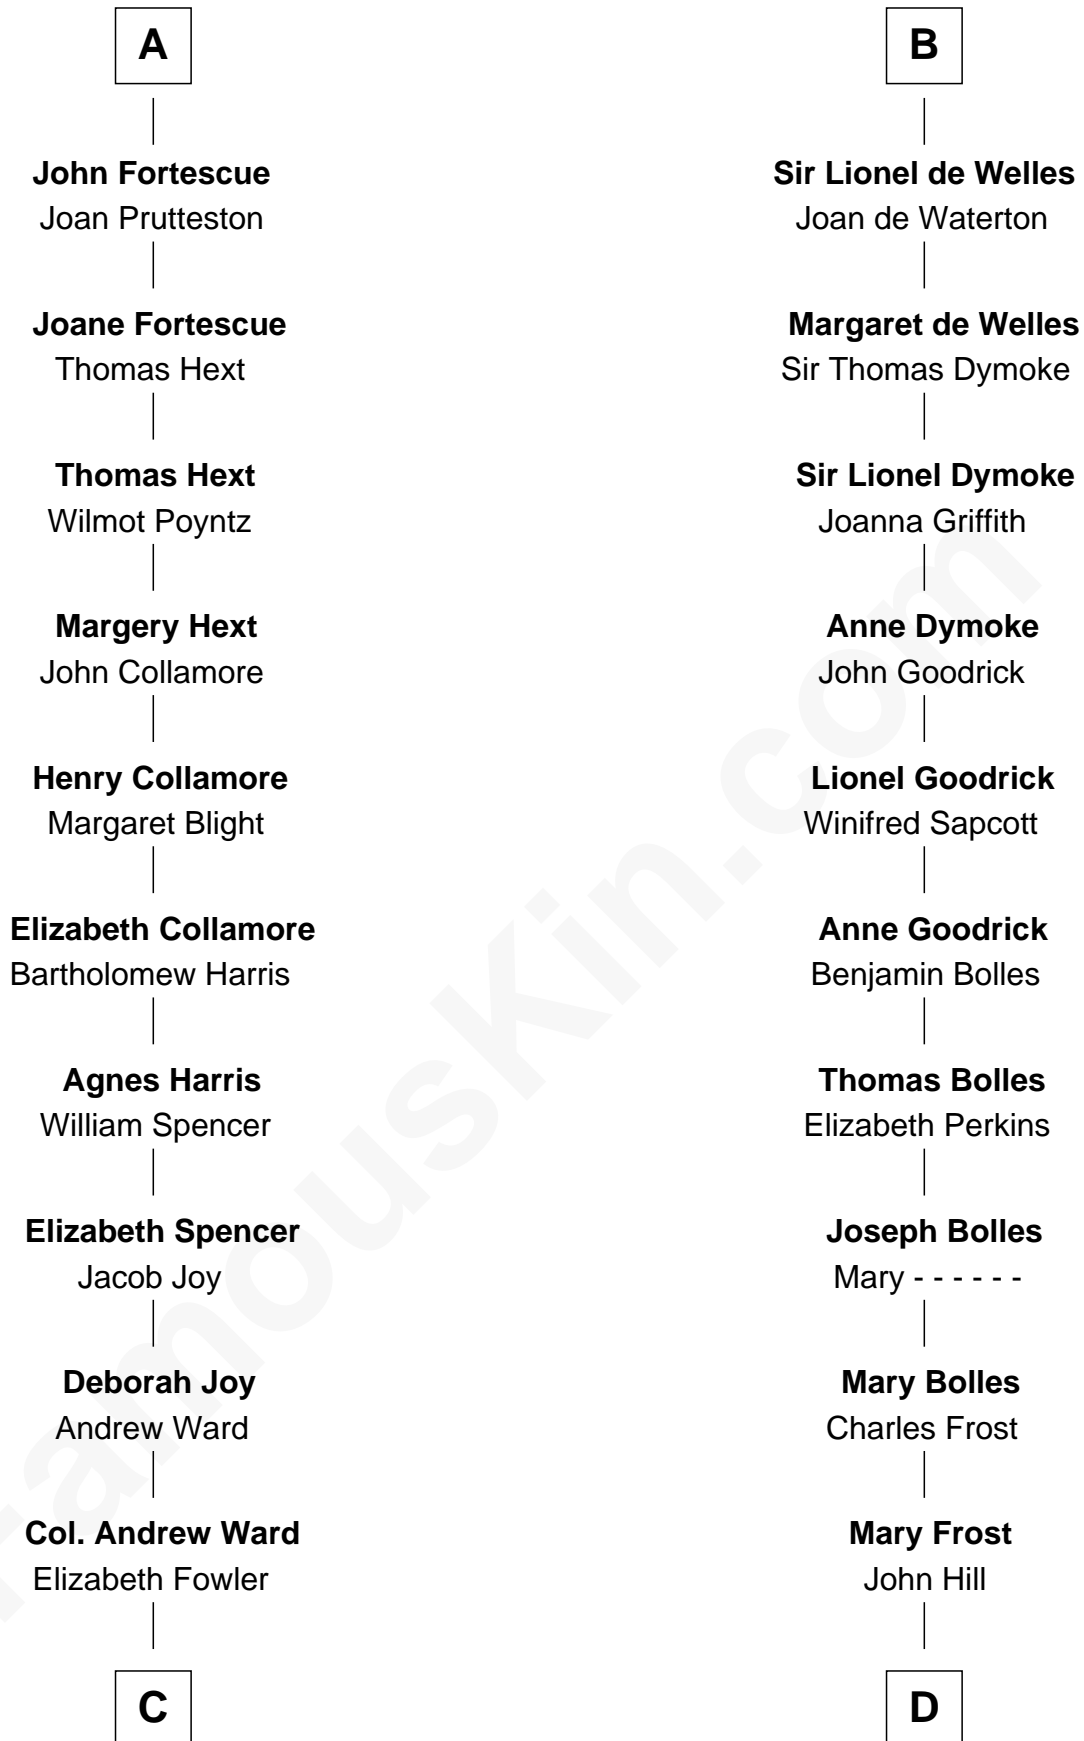 A
John Fortescue
Joan Prutteston
Joane Fortescue
Thomas Hext
Thomas Hext
Wilmot Poyntz
Margery Hext
John Collamore
Henry Collamore
Margaret Blight
Elizabeth Collamore
Bartholomew Harris
Agnes Harris
William Spencer
Elizabeth Spencer
Jacob Joy
Deborah Joy
Andrew Ward
Col. Andrew Ward
Elizabeth Fowler
C
B
Sir Lionel de Welles
Joan de Waterton
Margaret de Welles
Sir Thomas Dymoke
Sir Lionel Dymoke
Joanna Griffith
Anne Dymoke
John Goodrick
Lionel Goodrick
Winifred Sapcott
Anne Goodrick
Benjamin Bolles
Thomas Bolles
Elizabeth Perkins
Joseph Bolles
Mary - - - - - -
Mary Bolles
Charles Frost
Mary Frost
John Hill
D
FamousKin.com